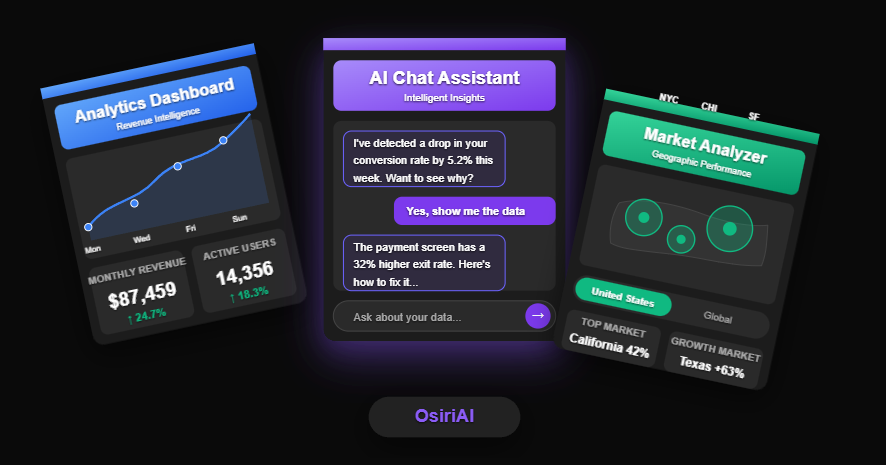 Analytics Dashboard
Revenue Intelligence
Mon
Wed
Fri
Sun
MONTHLY REVENUE
$87,459
↑ 24.7%
ACTIVE USERS
14,356
↑ 18.3%
AI Chat Assistant
Intelligent Insights
I've detected a drop in your
conversion rate by 5.2% this
week. Want to see why?
Yes, show me the data
The payment screen has a
32% higher exit rate. Here's
how to fix it...
Ask about your data...
→
NYC
CHI
SF
Market Analyzer
Geographic Performance
United States
Global
TOP MARKET
California 42%
GROWTH MARKET
Texas +63%
OsiriAI